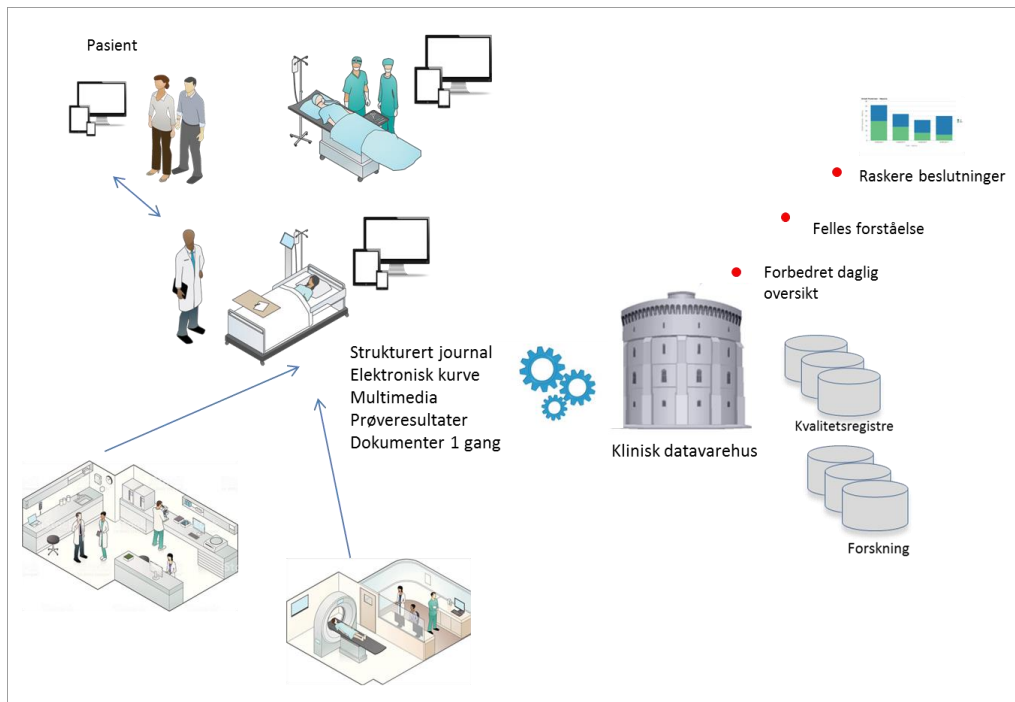 Pasient
Raskere beslutninger
Felles forståelse
Forbedret daglig
oversikt
Strukturert journal
Elektronisk kurve
Multimedia
Prøveresultater
Dokumenter 1 gang
Klinisk datavarehus
Kvalitetsregistre
Forskning